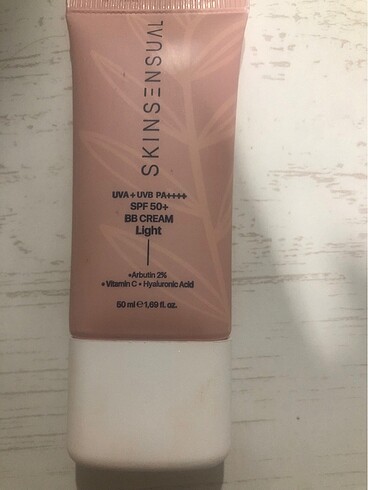 SKINSENSUAL
UVA+UVB PA++++
SPF 50+
BB CREAM
Light
•Arbutin 2%
•Vitamin C •Hyaluronic Acid
50 ml ℮ 1.69 fl. oz.